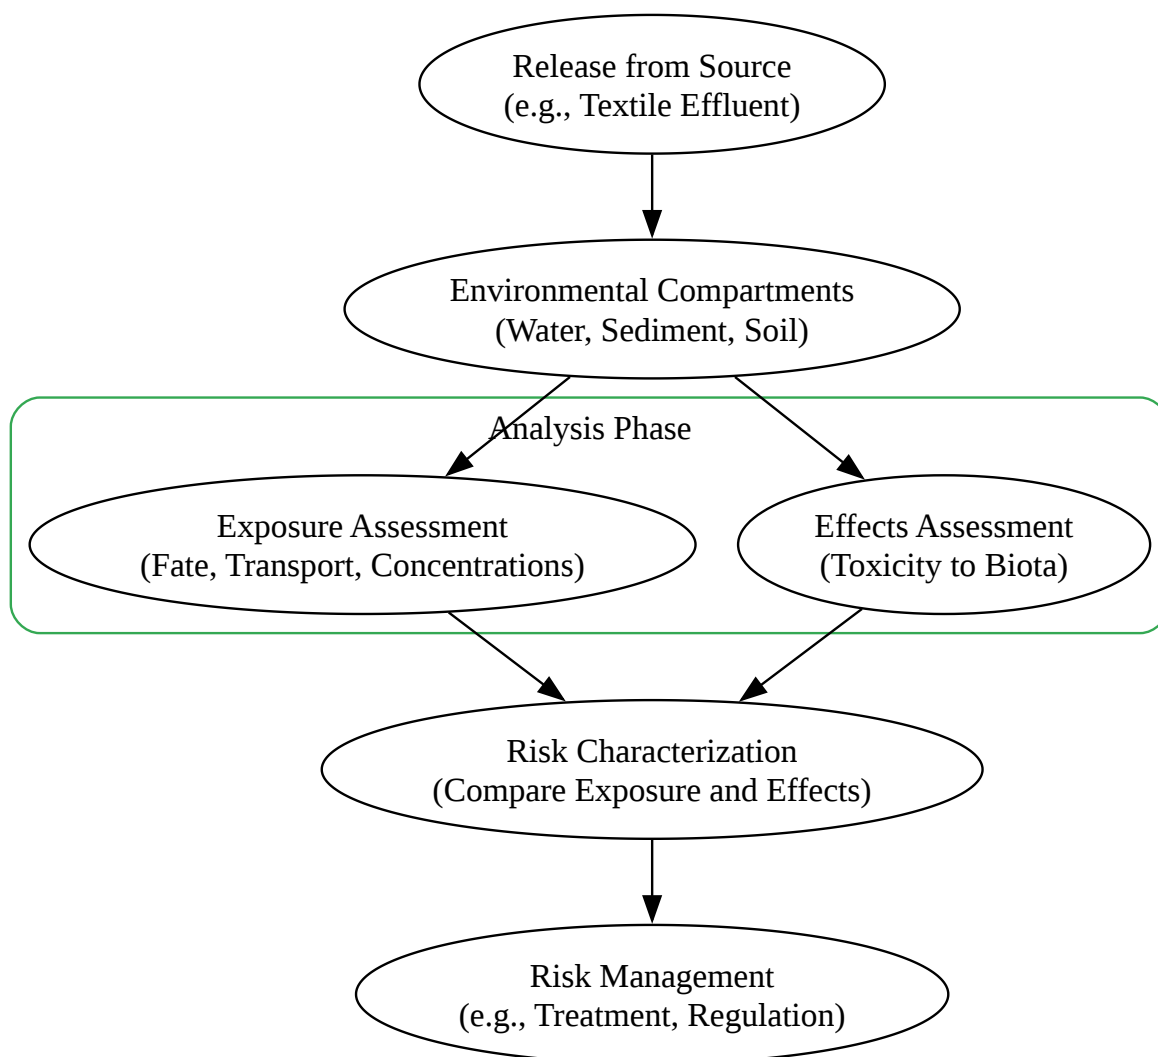 Release from Source
(e.g., Textile Effluent)
Environmental Compartments
(Water, Sediment, Soil)
Analysis Phase
Exposure Assessment
(Fate, Transport, Concentrations)
Effects Assessment
(Toxicity to Biota)
Risk Characterization
(Compare Exposure and Effects)
Risk Management
(e.g., Treatment, Regulation)